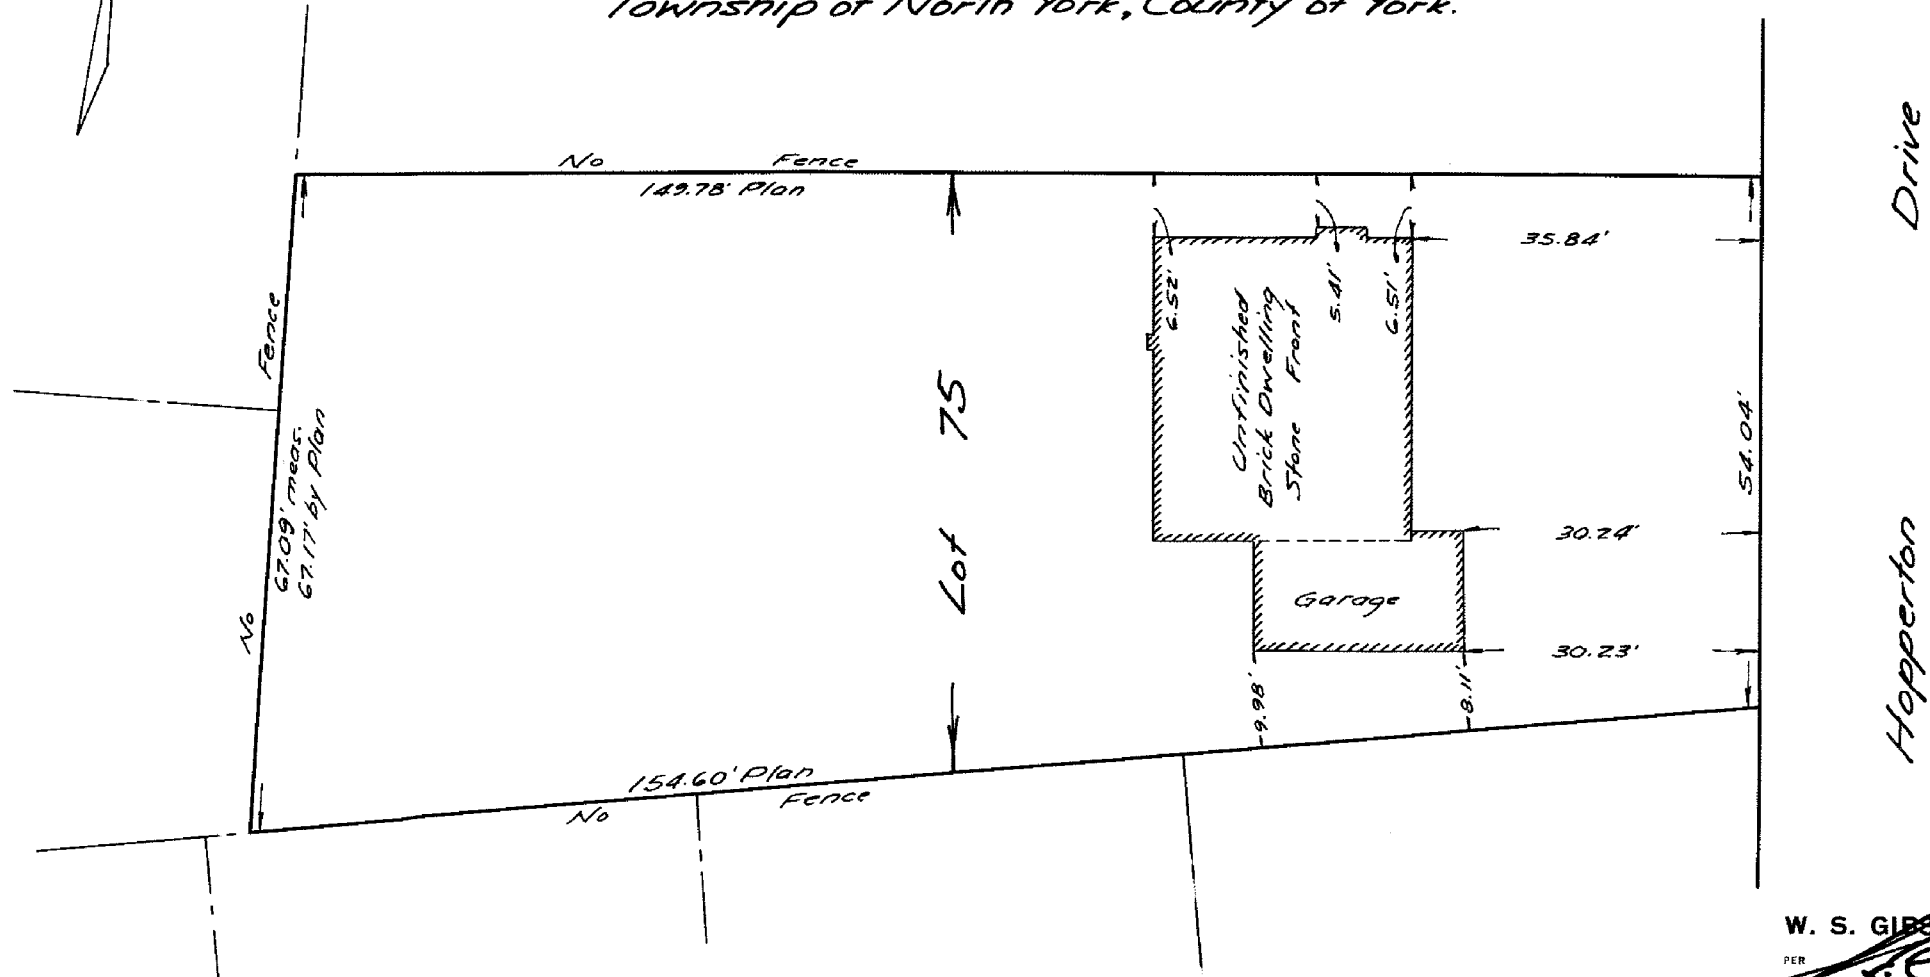 Township of North York, County of York.
Drive
No Fence
149.78' Plan
35.84'
6.52'
5.41'
6.51'
Unfinished
Brick Dwelling
Stone Front
Fence
No
67.09' meas.
67.17' by Plan
Lot 75
54.04'
30.24'
Garage
30.23'
9.98'
8.11'
Hopperton
154.60' Plan
No Fence
W. S.
PER